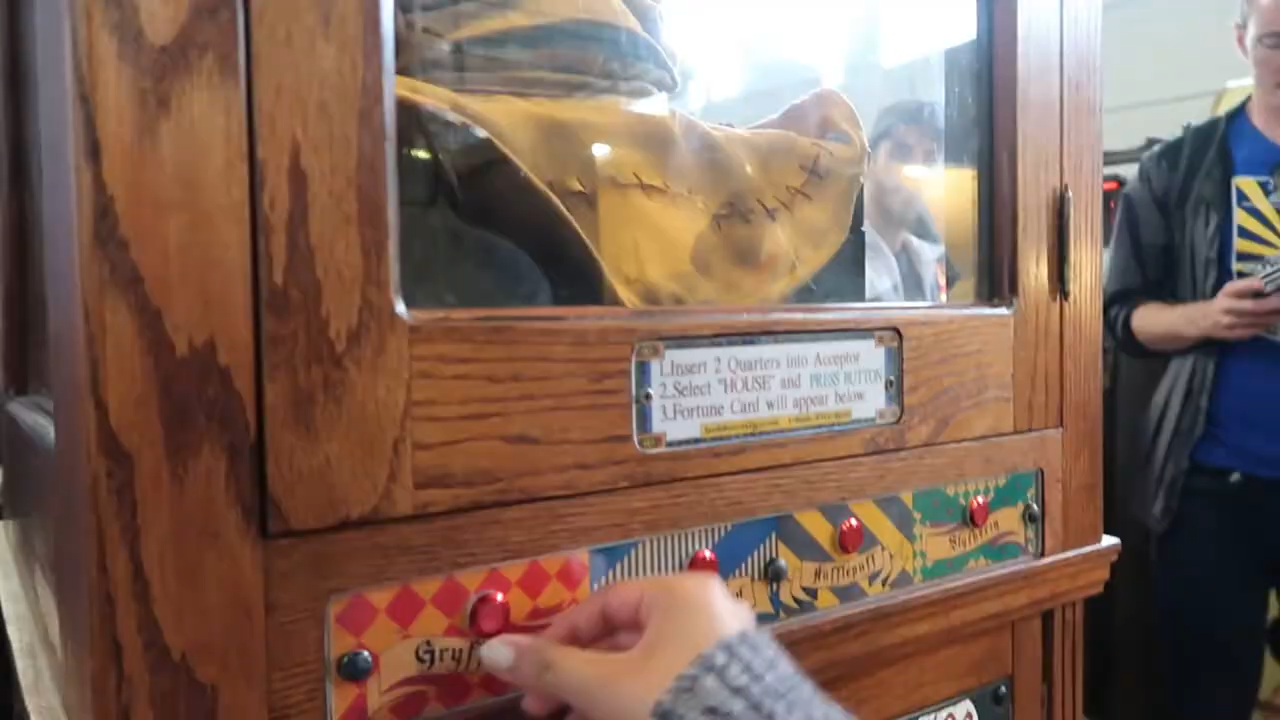 1.Insert 2 Quarters into Acceptor
2.Select "HOUSE" and PRESS BUTTON
3.Fortune Card will appear below
Gryf
Hufflepuff
Slytherin